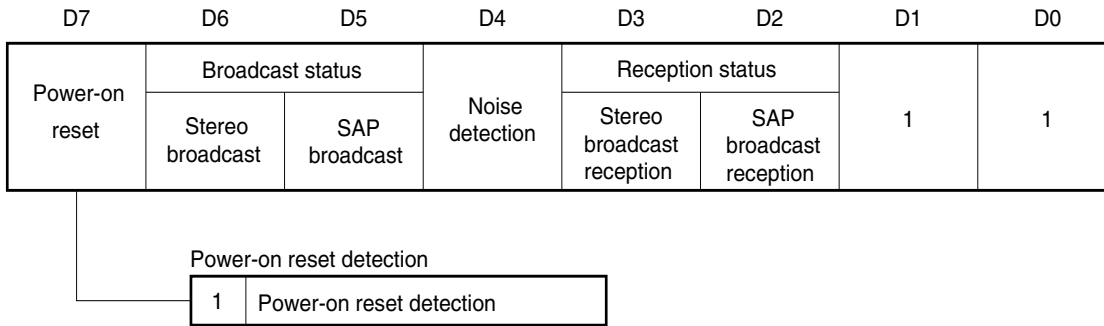 D7 D6 D5 D4 D3 D2 D1 D0
Power-on
reset
Broadcast status
Stereo
broadcast
SAP
broadcast
Noise
detection
Reception status
Stereo
broadcast
reception
SAP
broadcast
reception
1
1
Power-on reset detection
1 Power-on reset detection